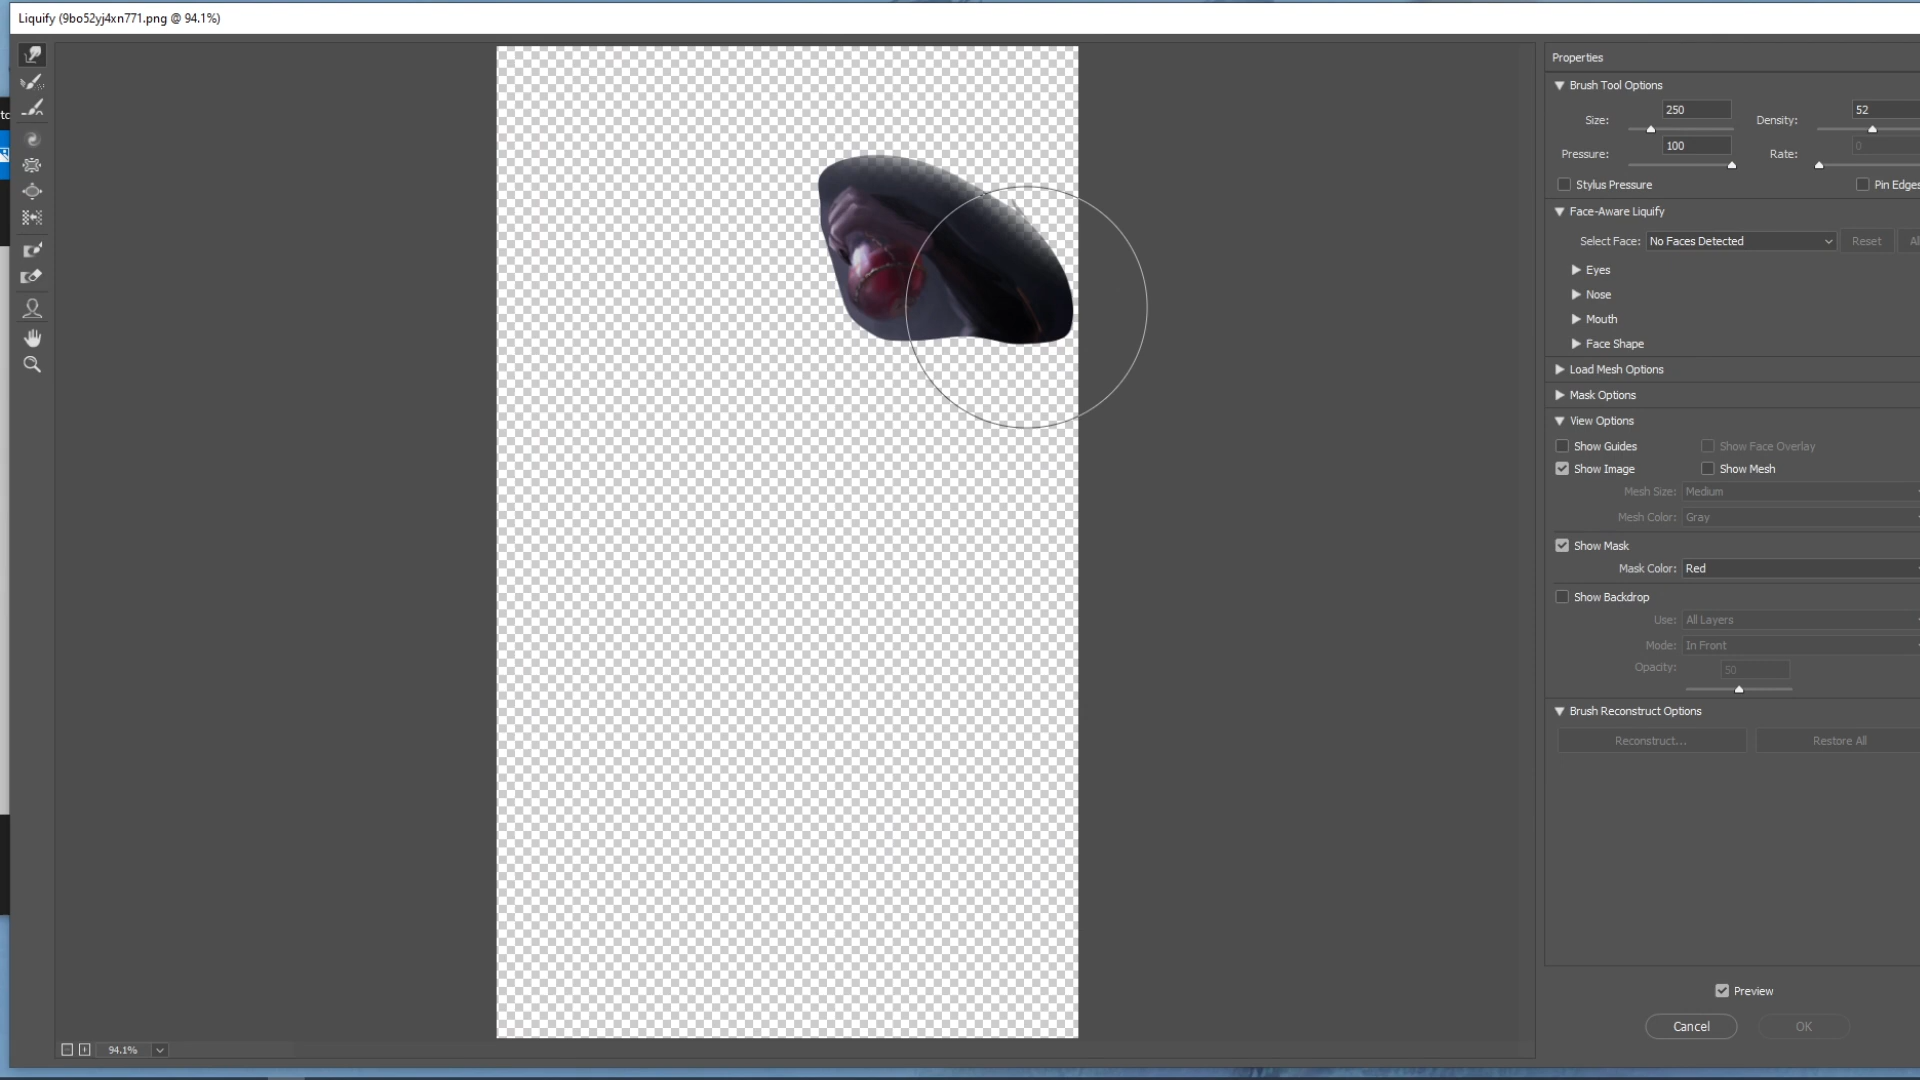 Liquify (9bo52yj4xn771.png @ 94.1%)
Properties
Brush Tool Options
Size: 250 Density: 52
Pressure: 100 Rate: 0
Stylus Pressure Pin Edges
Face-Aware Liquify
Select Face: No Faces Detected Reset Al
Eyes
Nose
Mouth
Face Shape
Load Mesh Options
Mask Options
View Options
Show Guides Show Face Overlay
Show Image Show Mesh
Mesh Size: Medium
Mesh Color: Gray
Show Mask
Mask Color: Red
Show Backdrop
Use: All Layers
Mode: In Front
Opacity: 50
Brush Reconstruct Options
Reconstruct... Restore All
Preview
Cancel OK
94.1%